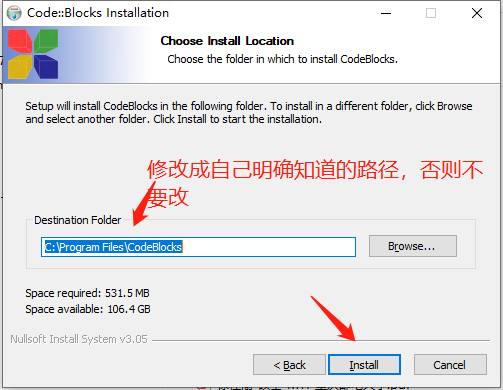 Code::Blocks Installation
Choose Install Location
Choose the folder in which to install CodeBlocks.
Setup will install CodeBlocks in the following folder. To install in a different folder, click Browse
and select another folder. Click Install to start the installation.
修改成自己明确知道的路径，否则不
要改
Destination Folder
C:\Program Files\CodeBlocks
Browse...
Space required: 531.5 MB
Space available: 106.4 GB
Nullsoft Install System v3.05
< Back
Install
Cancel